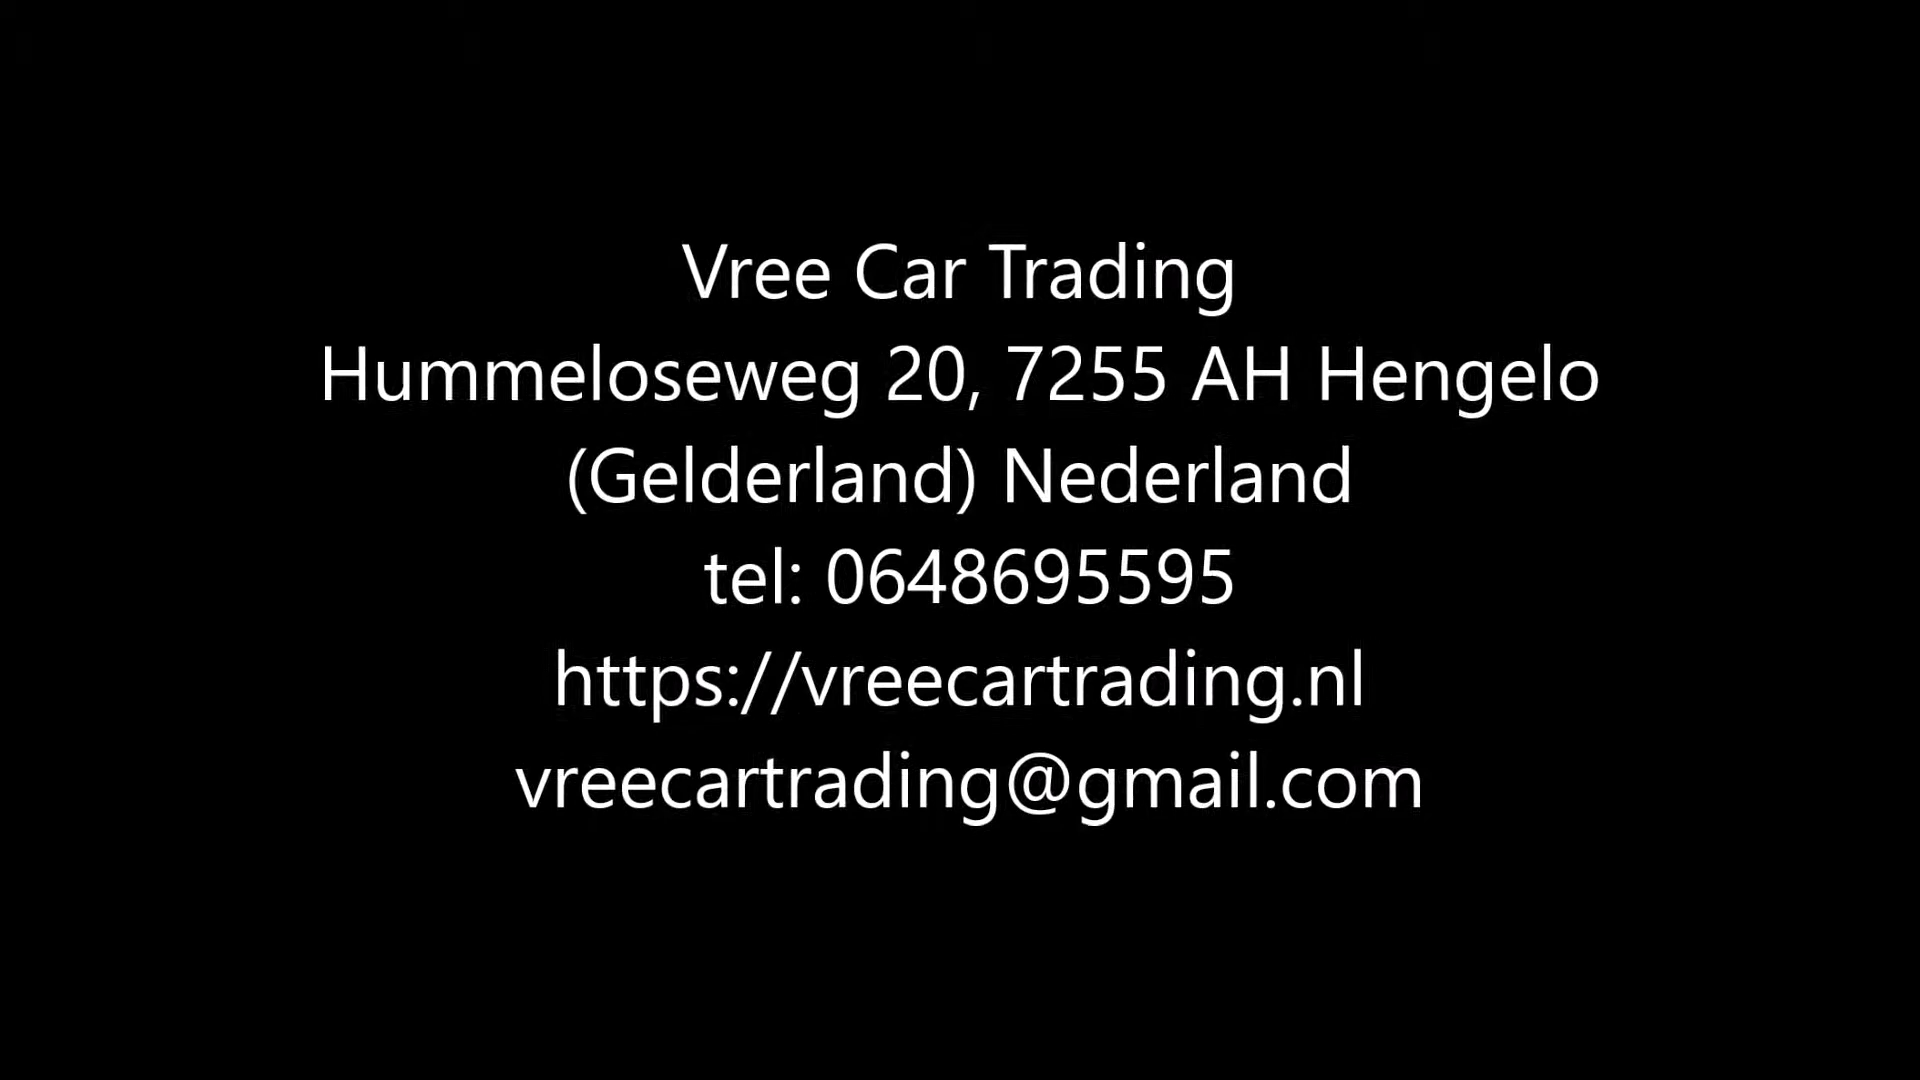 Vree Car Trading
Hummeloseweg 20, 7255 AH Hengelo
(Gelderland) Nederland
tel: 0648695595
https://vreecartrading.nl
vreecartrading@gmail.com